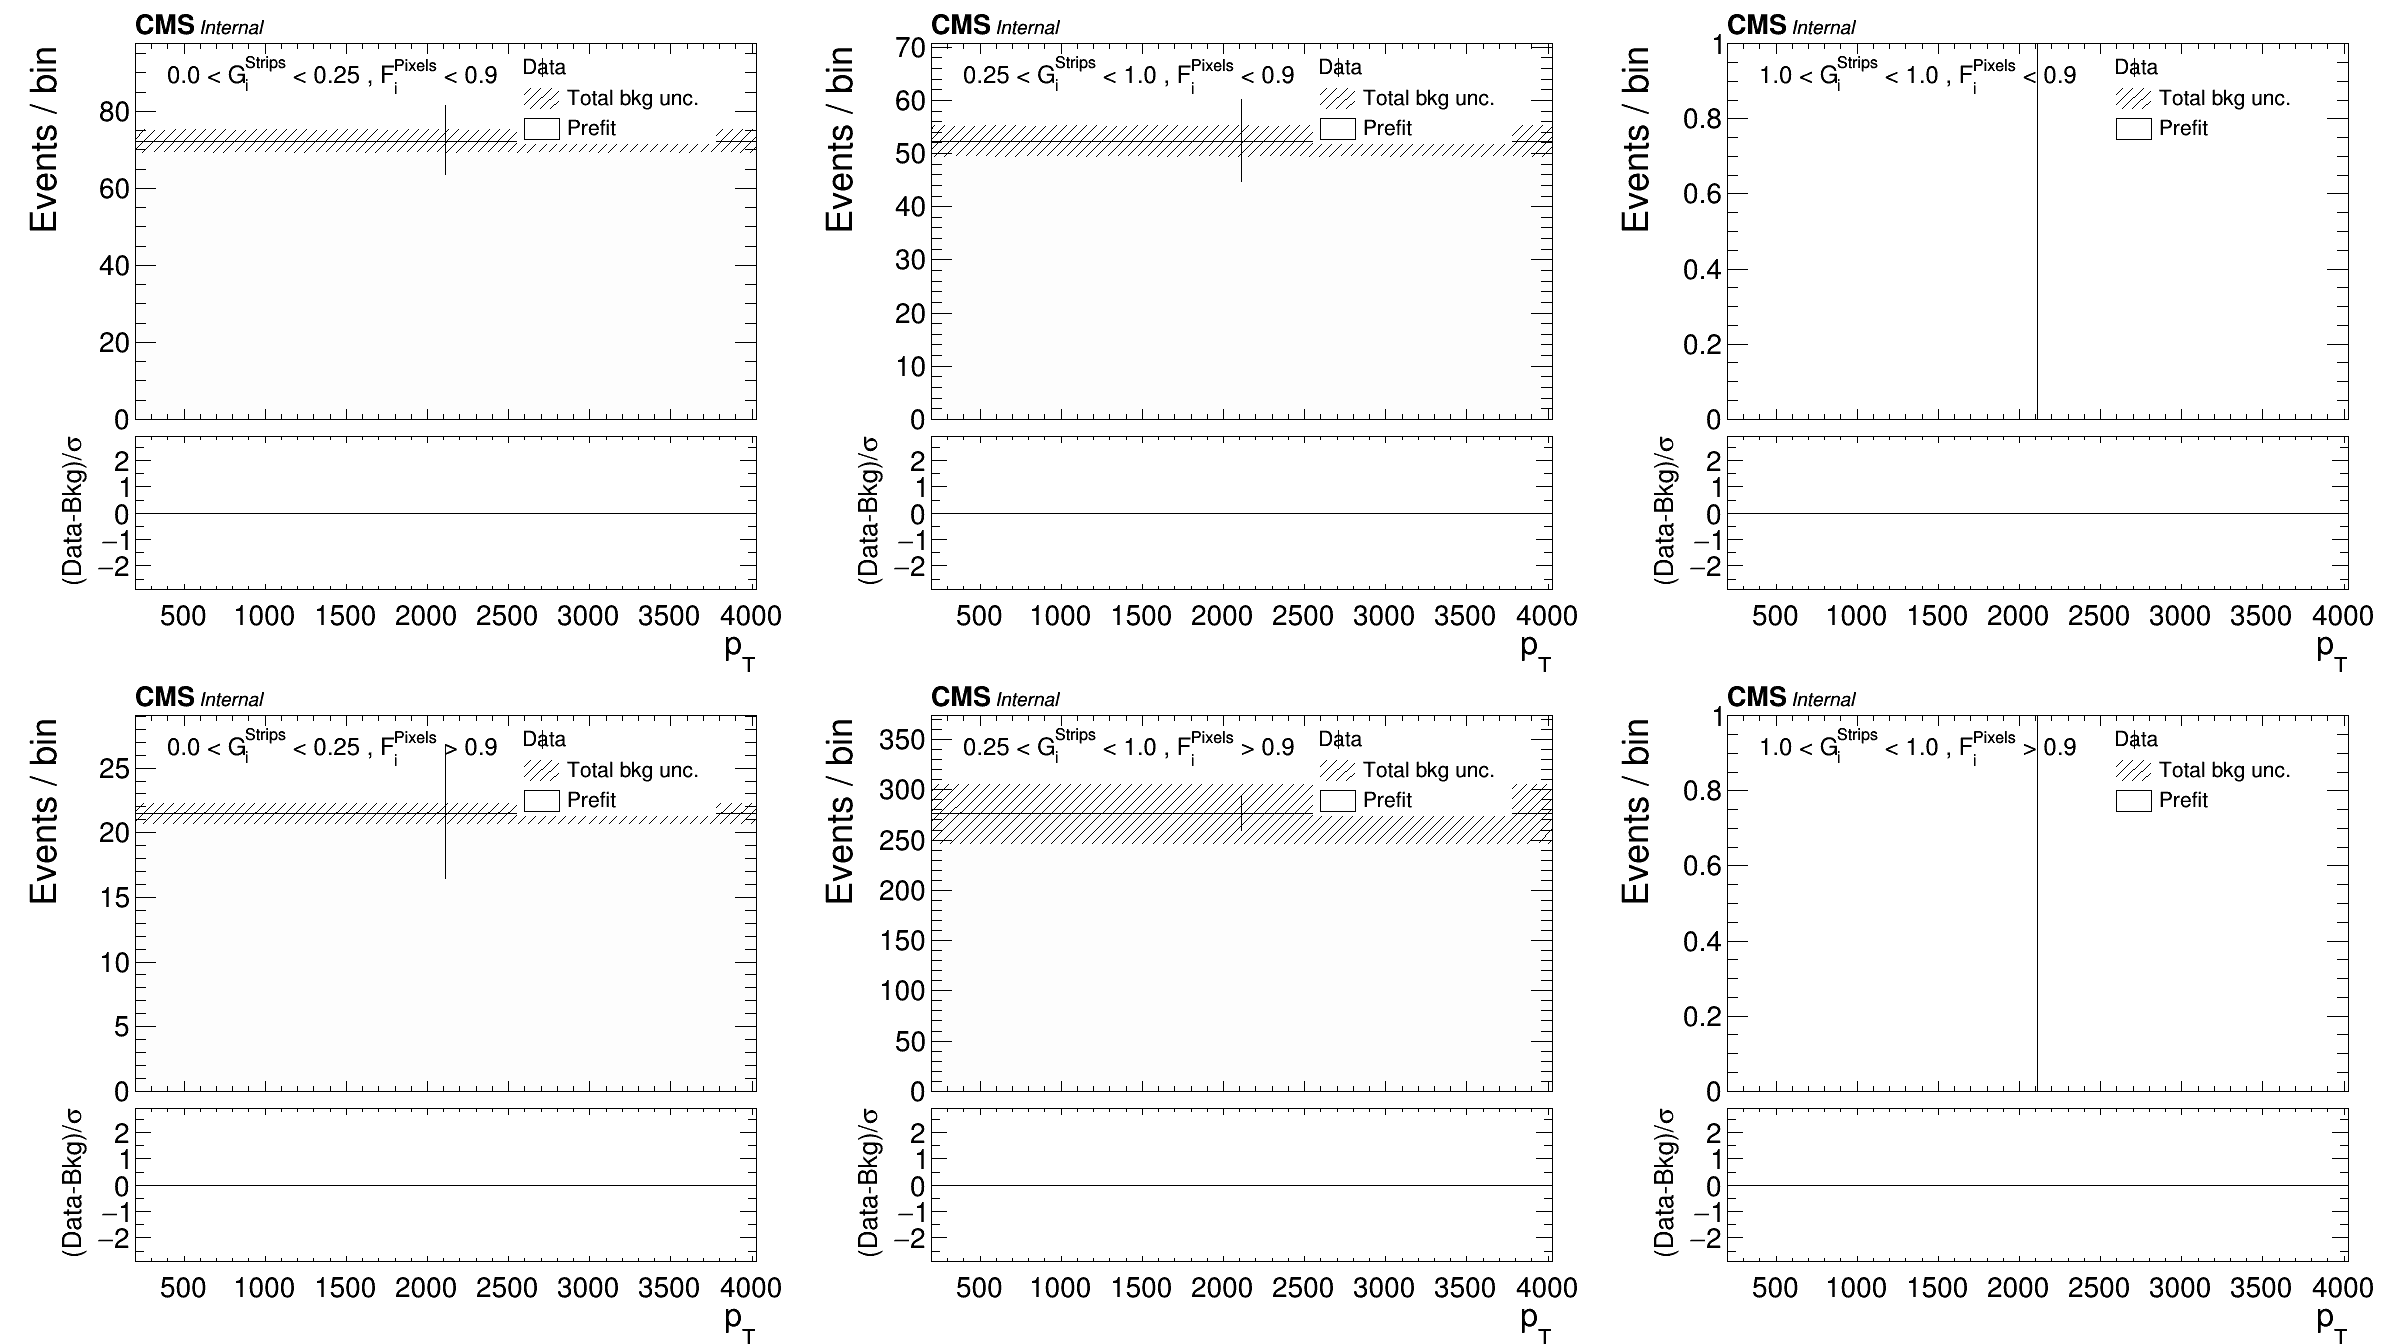 CMS Internal
Events / bin
0.0 < G_i^Strips < 0.25 , F_i^Pixels < 0.9
Data
Total bkg unc.
Prefit
80
60
40
20
0
(Data-Bkg)/σ
2
1
0
−1
−2
500 1000 1500 2000 2500 3000 3500 4000
p_T
CMS Internal
Events / bin
0.25 < G_i^Strips < 1.0 , F_i^Pixels < 0.9
Data
Total bkg unc.
Prefit
70
60
50
40
30
20
10
0
(Data-Bkg)/σ
2
1
0
−1
−2
500 1000 1500 2000 2500 3000 3500 4000
p_T
CMS Internal
Events / bin
1.0 < G_i^Strips < 1.0 , F_i^Pixels < 0.9
Data
Total bkg unc.
Prefit
1
0.8
0.6
0.4
0.2
0
(Data-Bkg)/σ
2
1
0
−1
−2
500 1000 1500 2000 2500 3000 3500 4000
p_T
CMS Internal
Events / bin
0.0 < G_i^Strips < 0.25 , F_i^Pixels > 0.9
Data
Total bkg unc.
Prefit
25
20
15
10
5
0
(Data-Bkg)/σ
2
1
0
−1
−2
500 1000 1500 2000 2500 3000 3500 4000
p_T
CMS Internal
Events / bin
0.25 < G_i^Strips < 1.0 , F_i^Pixels > 0.9
Data
Total bkg unc.
Prefit
350
300
250
200
150
100
50
0
(Data-Bkg)/σ
2
1
0
−1
−2
500 1000 1500 2000 2500 3000 3500 4000
p_T
CMS Internal
Events / bin
1.0 < G_i^Strips < 1.0 , F_i^Pixels > 0.9
Data
Total bkg unc.
Prefit
1
0.8
0.6
0.4
0.2
0
(Data-Bkg)/σ
2
1
0
−1
−2
500 1000 1500 2000 2500 3000 3500 4000
p_T